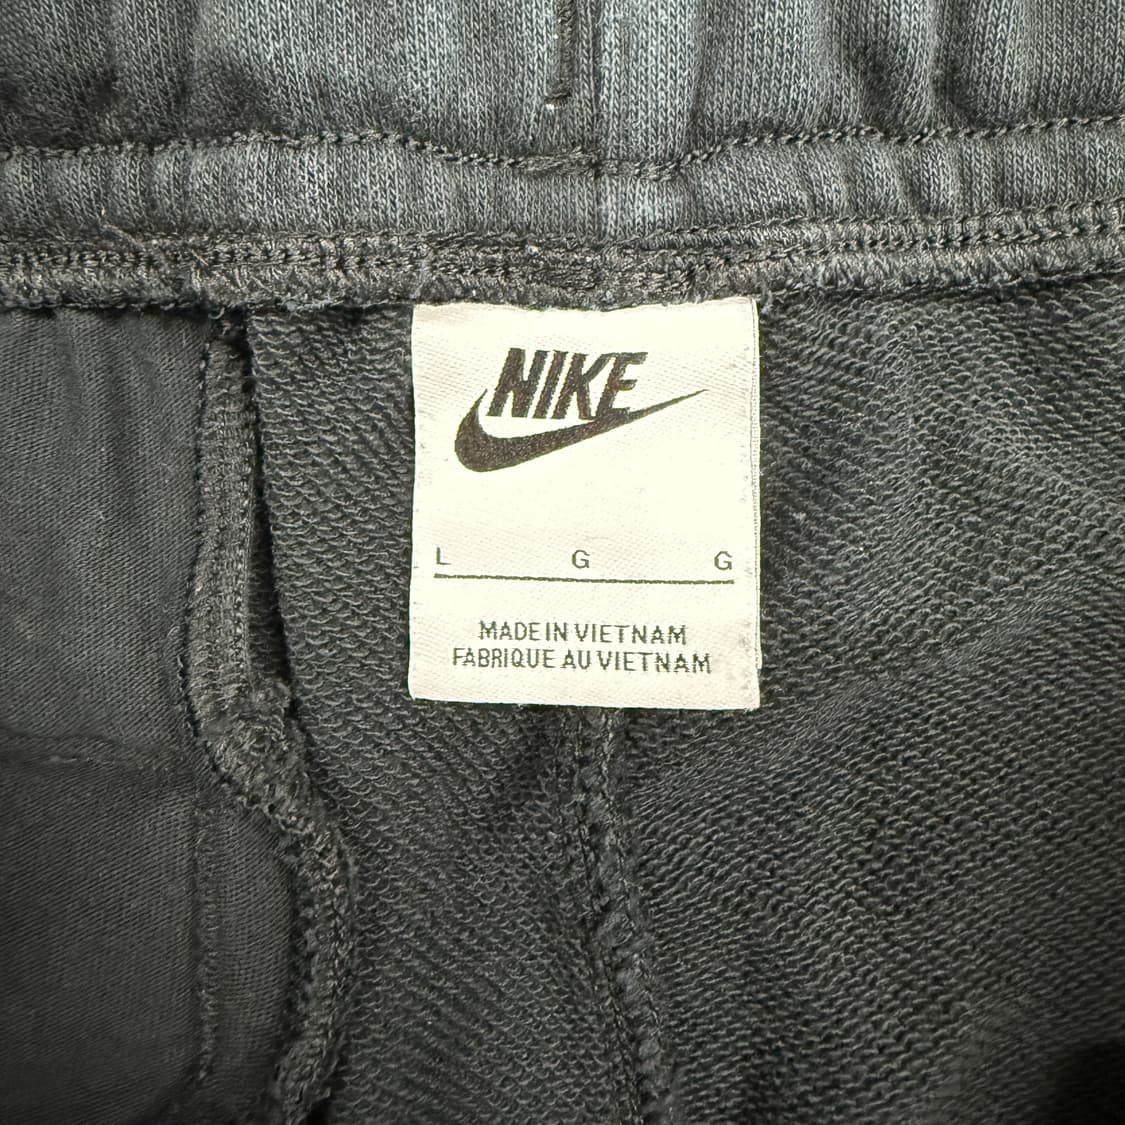 NIKE
L G G
MADE IN VIETNAM
FABRIQUE AU VIETNAM